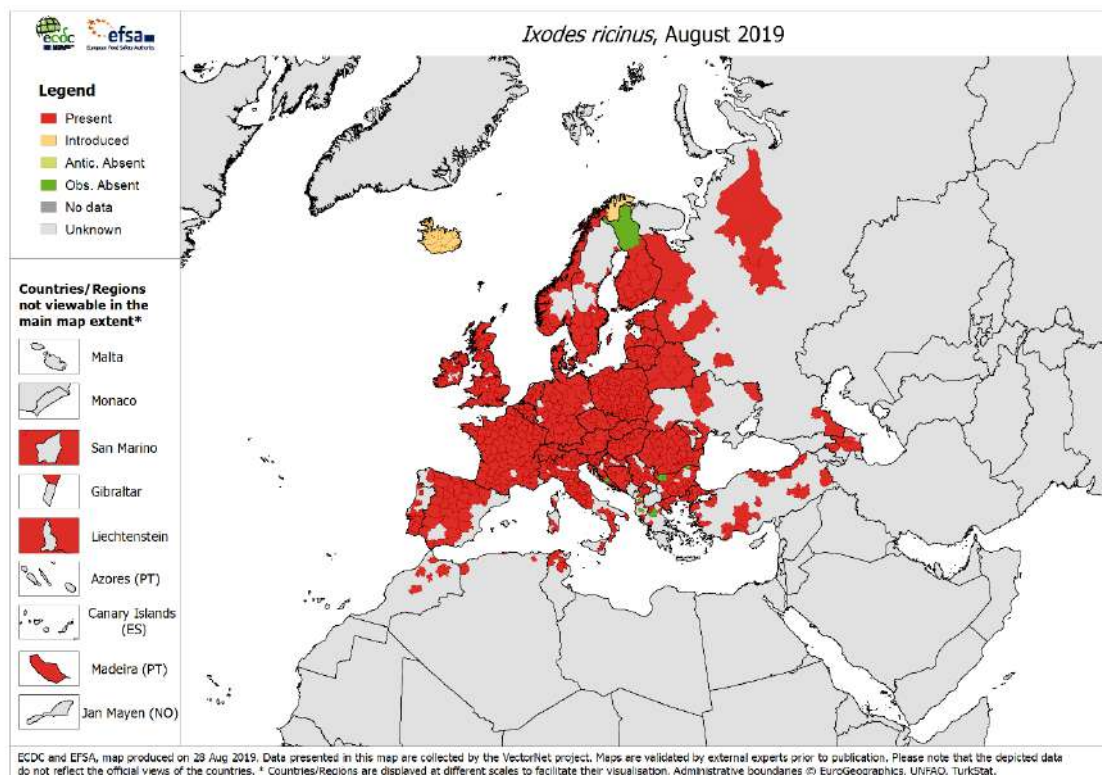 ecdc
efsa
European Food Safety Authority
Ixodes ricinus, August 2019
Legend
Present
Introduced
Antic. Absent
Obs. Absent
No data
Unknown
Countries/Regions
not viewable in the
main map extent*
Malta
Monaco
San Marino
Gibraltar
Liechtenstein
Azores (PT)
Canary Islands
(ES)
Madeira (PT)
Jan Mayen (NO)
ECDC and EFSA, map produced on 28 Aug 2019. Data presented in this map are collected by the VectorNet project. Maps are validated by external experts prior to publication. Please note that the depicted data
do not reflect the official views of the countries. * Countries/Regions are displayed at different scales to facilitate their visualisation. Administrative boundaries © EuroGeographics, UNFAO, TurkStat.